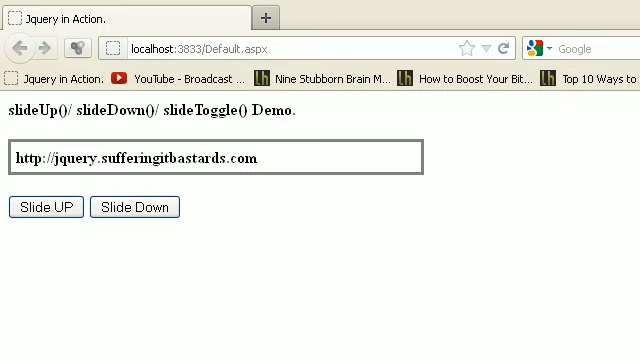 Jquery in Action.
localhost:3833/Default.aspx
Google
Jquery in Action.
YouTube - Broadcast ...
Nine Stubborn Brain M...
How to Boost Your Bit...
Top 10 Ways to
slideUp()/ slideDown()/ slideToggle() Demo.
http://jquery.sufferingitbastards.com
Slide UP
Slide Down